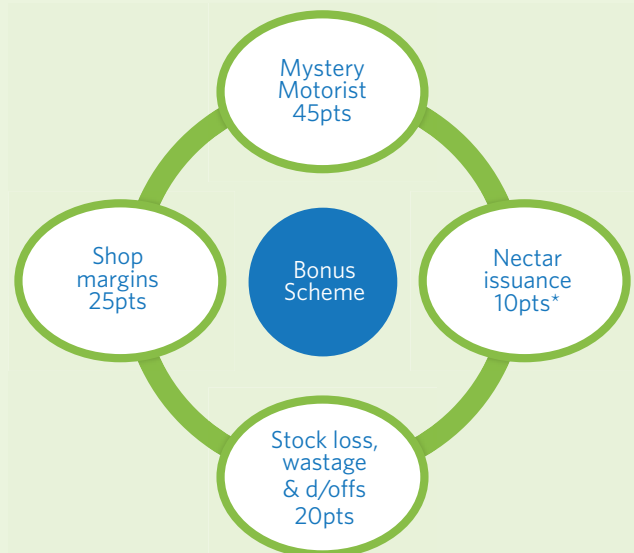 Mystery
Motorist
45pts
Shop
margins
25pts
Bonus
Scheme
Nectar
issuance
10pts*
Stock loss,
wastage
& d/offs
20pts